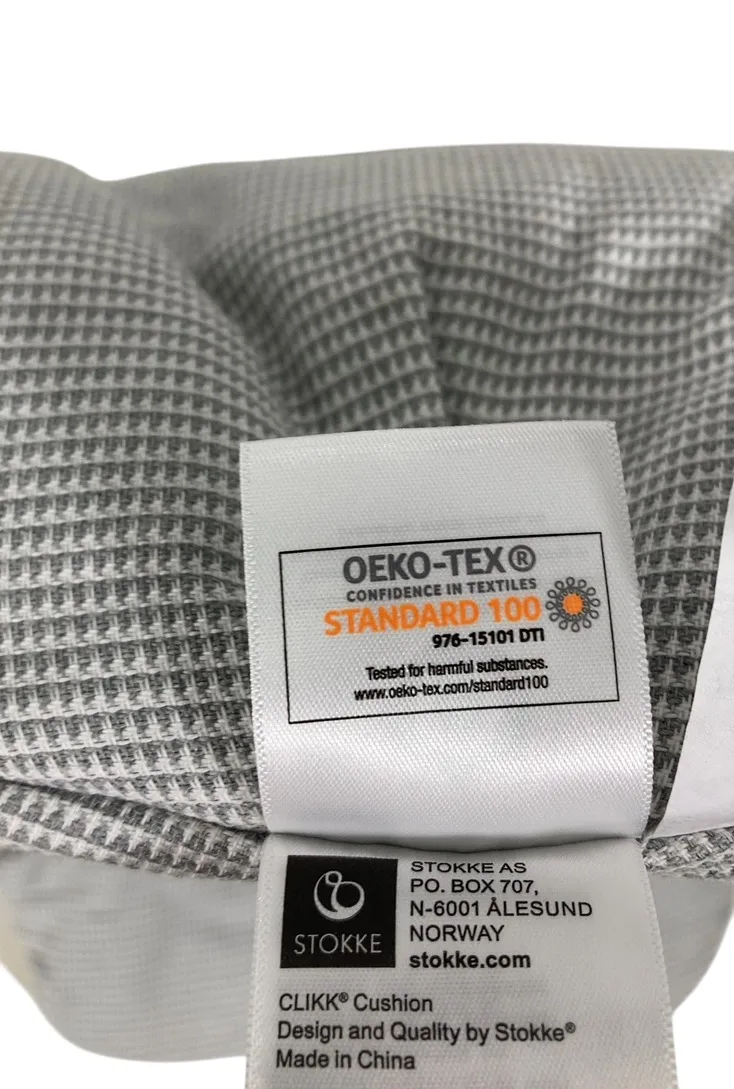 OEKO-TEX®
CONFIDENCE IN TEXTILES
STANDARD 100
976-15101 DTI
Tested for harmful substances.
www.oeko-tex.com/standard100
STOKKE
STOKKE AS
PO. BOX 707,
N-6001 ÅLESUND
NORWAY
stokke.com
CLIKK® Cushion
Design and Quality by Stokke®
Made in China